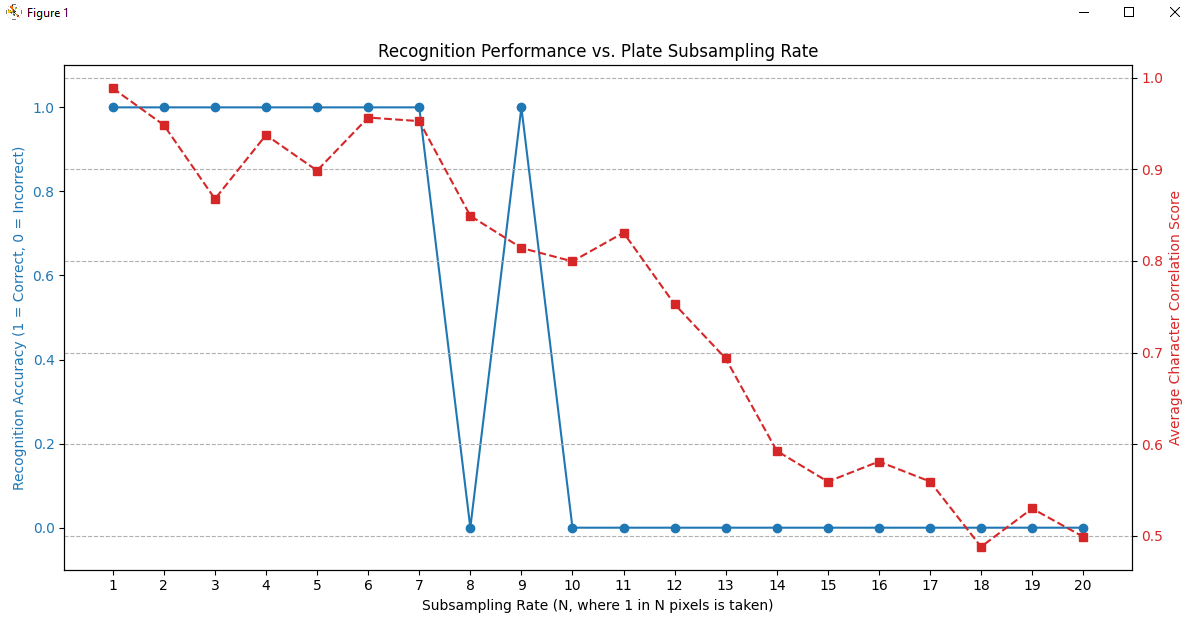 Figure 1
Recognition Performance vs. Plate Subsampling Rate
Recognition Accuracy (1 = Correct, 0 = Incorrect)
1.0
0.8
0.6
0.4
0.2
0.0
1.0
0.9
0.8
0.7
0.6
0.5
Average Character Correlation Score
1 2 3 4 5 6 7 8 9 10 11 12 13 14 15 16 17 18 19 20
Subsampling Rate (N, where 1 in N pixels is taken)